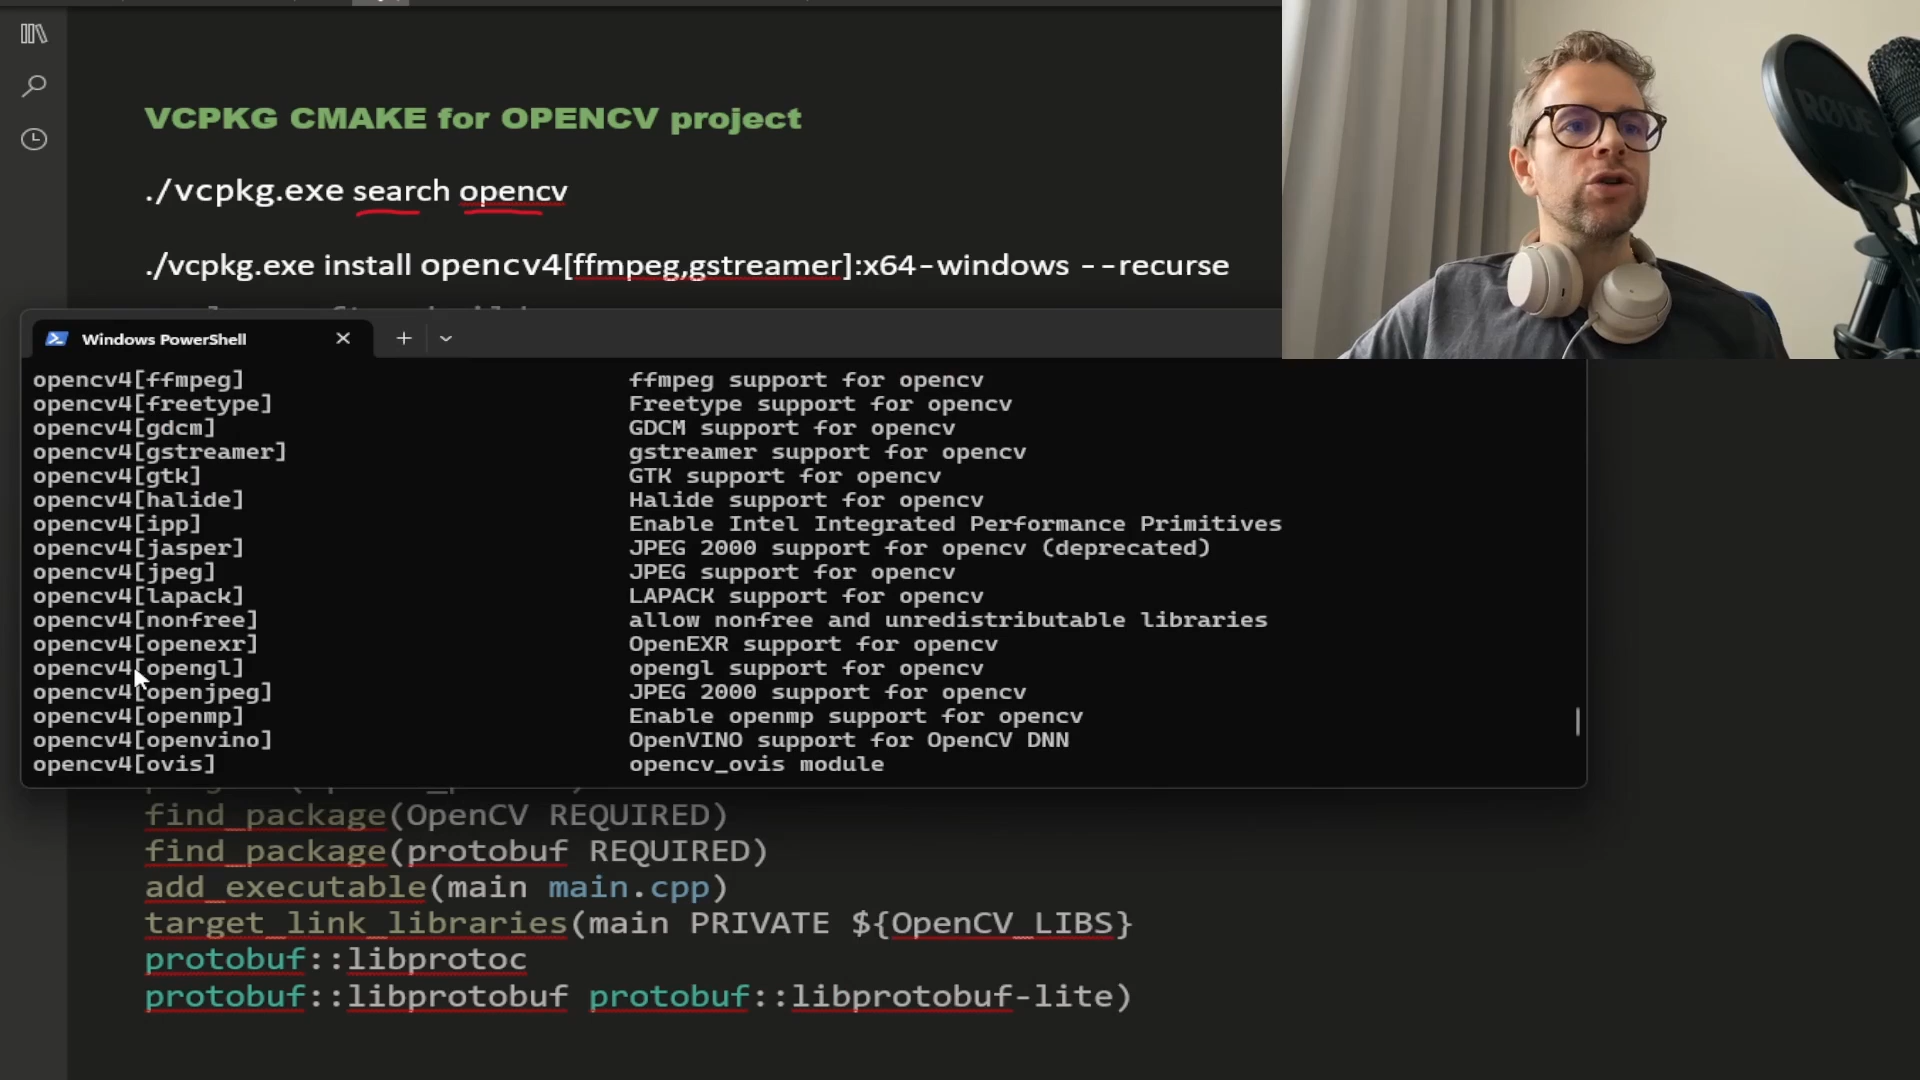 VCPKG CMAKE for OPENCV project
./vcpkg.exe search opencv
./vcpkg.exe install opencv4[ffmpeg,gstreamer]:x64-windows --recurse
RØDE
Windows PowerShell
opencv4[ffmpeg] ffmpeg support for opencv
opencv4[freetype] Freetype support for opencv
opencv4[gdcm] GDCM support for opencv
opencv4[gstreamer] gstreamer support for opencv
opencv4[gtk] GTK support for opencv
opencv4[halide] Halide support for opencv
opencv4[ipp] Enable Intel Integrated Performance Primitives
opencv4[jasper] JPEG 2000 support for opencv (deprecated)
opencv4[jpeg] JPEG support for opencv
opencv4[lapack] LAPACK support for opencv
opencv4[nonfree] allow nonfree and unredistributable libraries
opencv4[openexr] OpenEXR support for opencv
opencv4[opengl] opengl support for opencv
opencv4[openjpeg] JPEG 2000 support for opencv
opencv4[openmp] Enable openmp support for opencv
opencv4[openvino] OpenVINO support for OpenCV DNN
opencv4[ovis] opencv_ovis module
find_package(OpenCV REQUIRED)
find_package(protobuf REQUIRED)
add_executable(main main.cpp)
target_link_libraries(main PRIVATE ${OpenCV_LIBS}
protobuf::libprotoc
protobuf::libprotobuf protobuf::libprotobuf-lite)